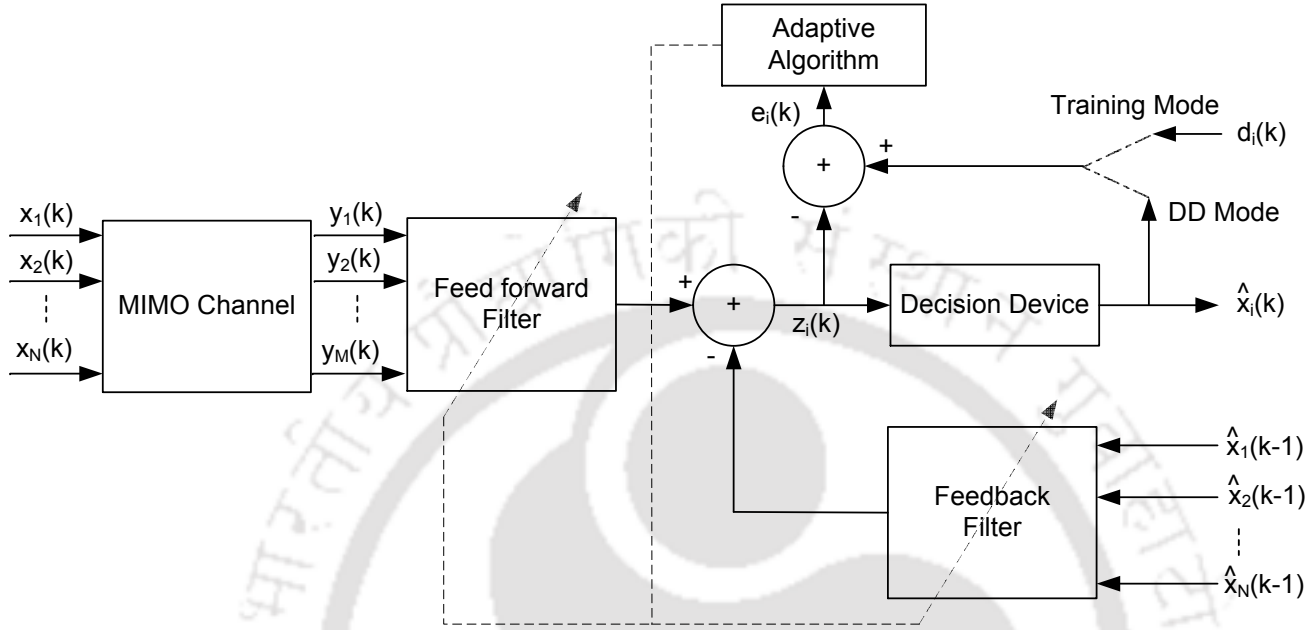 Adaptive
Algorithm
e_i(k)
Training Mode
d_i(k)
+
+
-
DD Mode
x_1(k)
x_2(k)
x_N(k)
MIMO Channel
y_1(k)
y_2(k)
y_M(k)
Feed forward
Filter
+
+
-
z_i(k)
Decision Device
x̂_i(k)
Feedback
Filter
x̂_1(k-1)
x̂_2(k-1)
x̂_N(k-1)